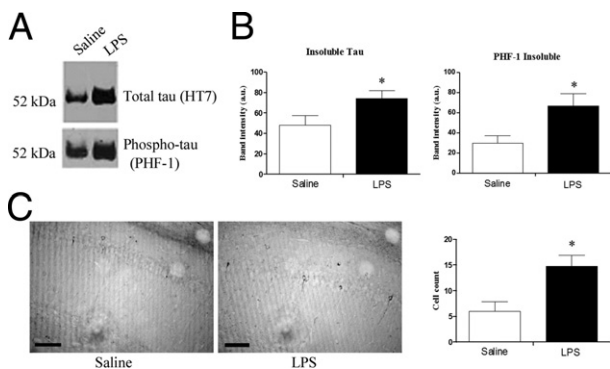 A
Saline
LPS
52 kDa
Total tau (HT7)
52 kDa
Phospho-tau
(PHF-1)
B
Insoluble Tau
Band Intensity (a.u.)
100
80
60
40
20
0
*
Saline
LPS
PHF-1 Insoluble
Band Intensity (a.u.)
100
80
60
40
20
0
*
Saline
LPS
C
Saline
LPS
Cell count
20
15
10
5
0
*
Saline
LPS